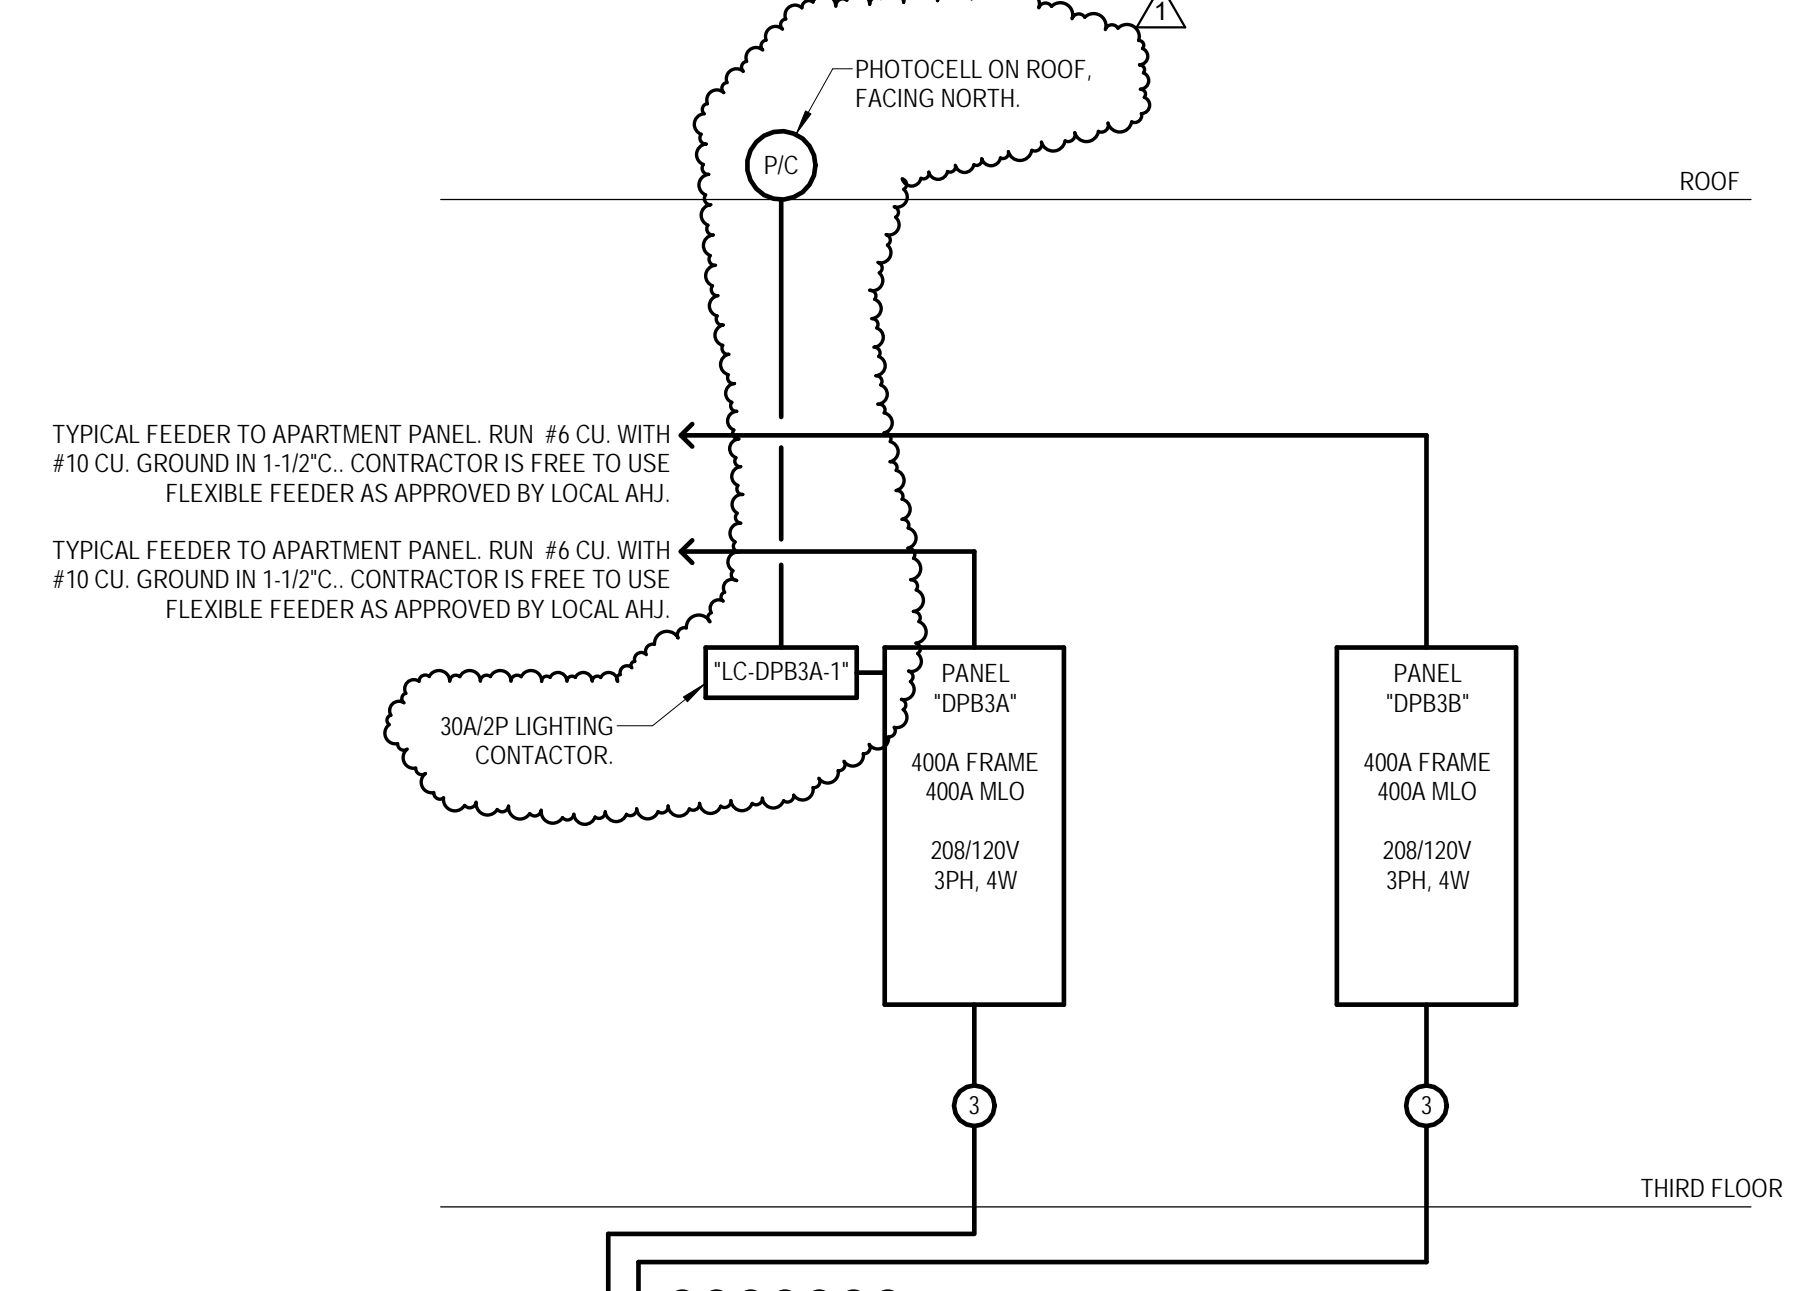 1
PHOTOCELL ON ROOF,
FACING NORTH.
P/C
ROOF
TYPICAL FEEDER TO APARTMENT PANEL. RUN  #6 CU. WITH
#10 CU. GROUND IN 1-1/2"C.. CONTRACTOR IS FREE TO USE
FLEXIBLE FEEDER AS APPROVED BY LOCAL AHJ.
TYPICAL FEEDER TO APARTMENT PANEL. RUN  #6 CU. WITH
#10 CU. GROUND IN 1-1/2"C.. CONTRACTOR IS FREE TO USE
FLEXIBLE FEEDER AS APPROVED BY LOCAL AHJ.
"LC-DPB3A-1"
30A/2P LIGHTING
CONTACTOR.
PANEL
"DPB3A"
400A FRAME
400A MLO
208/120V
3PH, 4W
PANEL
"DPB3B"
400A FRAME
400A MLO
208/120V
3PH, 4W
3
3
THIRD FLOOR